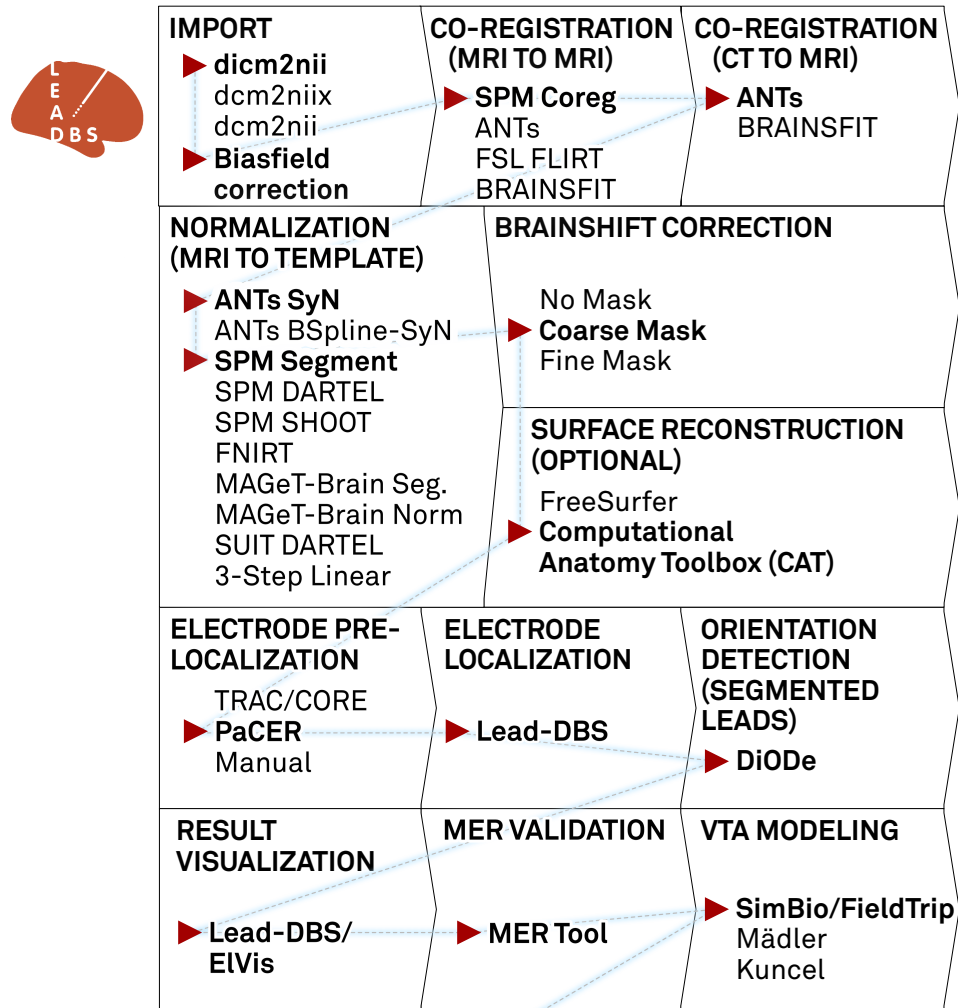 LEAD DBS
IMPORT
dicm2nii
dcm2niix
dcm2nii
Biasfield
correction
CO-REGISTRATION
(MRI TO MRI)
SPM Coreg
ANTs
FSL FLIRT
BRAINSFIT
CO-REGISTRATION
(CT TO MRI)
ANTs
BRAINSFIT
NORMALIZATION
(MRI TO TEMPLATE)
ANTs SyN
ANTs BSpline-SyN
SPM Segment
SPM DARTEL
SPM SHOOT
FNIRT
MAGeT-Brain Seg.
MAGeT-Brain Norm
SUIT DARTEL
3-Step Linear
BRAINSHIFT CORRECTION
No Mask
Coarse Mask
Fine Mask
SURFACE RECONSTRUCTION
(OPTIONAL)
FreeSurfer
Computational
Anatomy Toolbox (CAT)
ELECTRODE PRE-
LOCALIZATION
TRAC/CORE
PaCER
Manual
ELECTRODE
LOCALIZATION
Lead-DBS
ORIENTATION
DETECTION
(SEGMENTED
LEADS)
DiODe
RESULT
VISUALIZATION
Lead-DBS/
ElVis
MER VALIDATION
MER Tool
VTA MODELING
SimBio/FieldTrip
Mädler
Kuncel